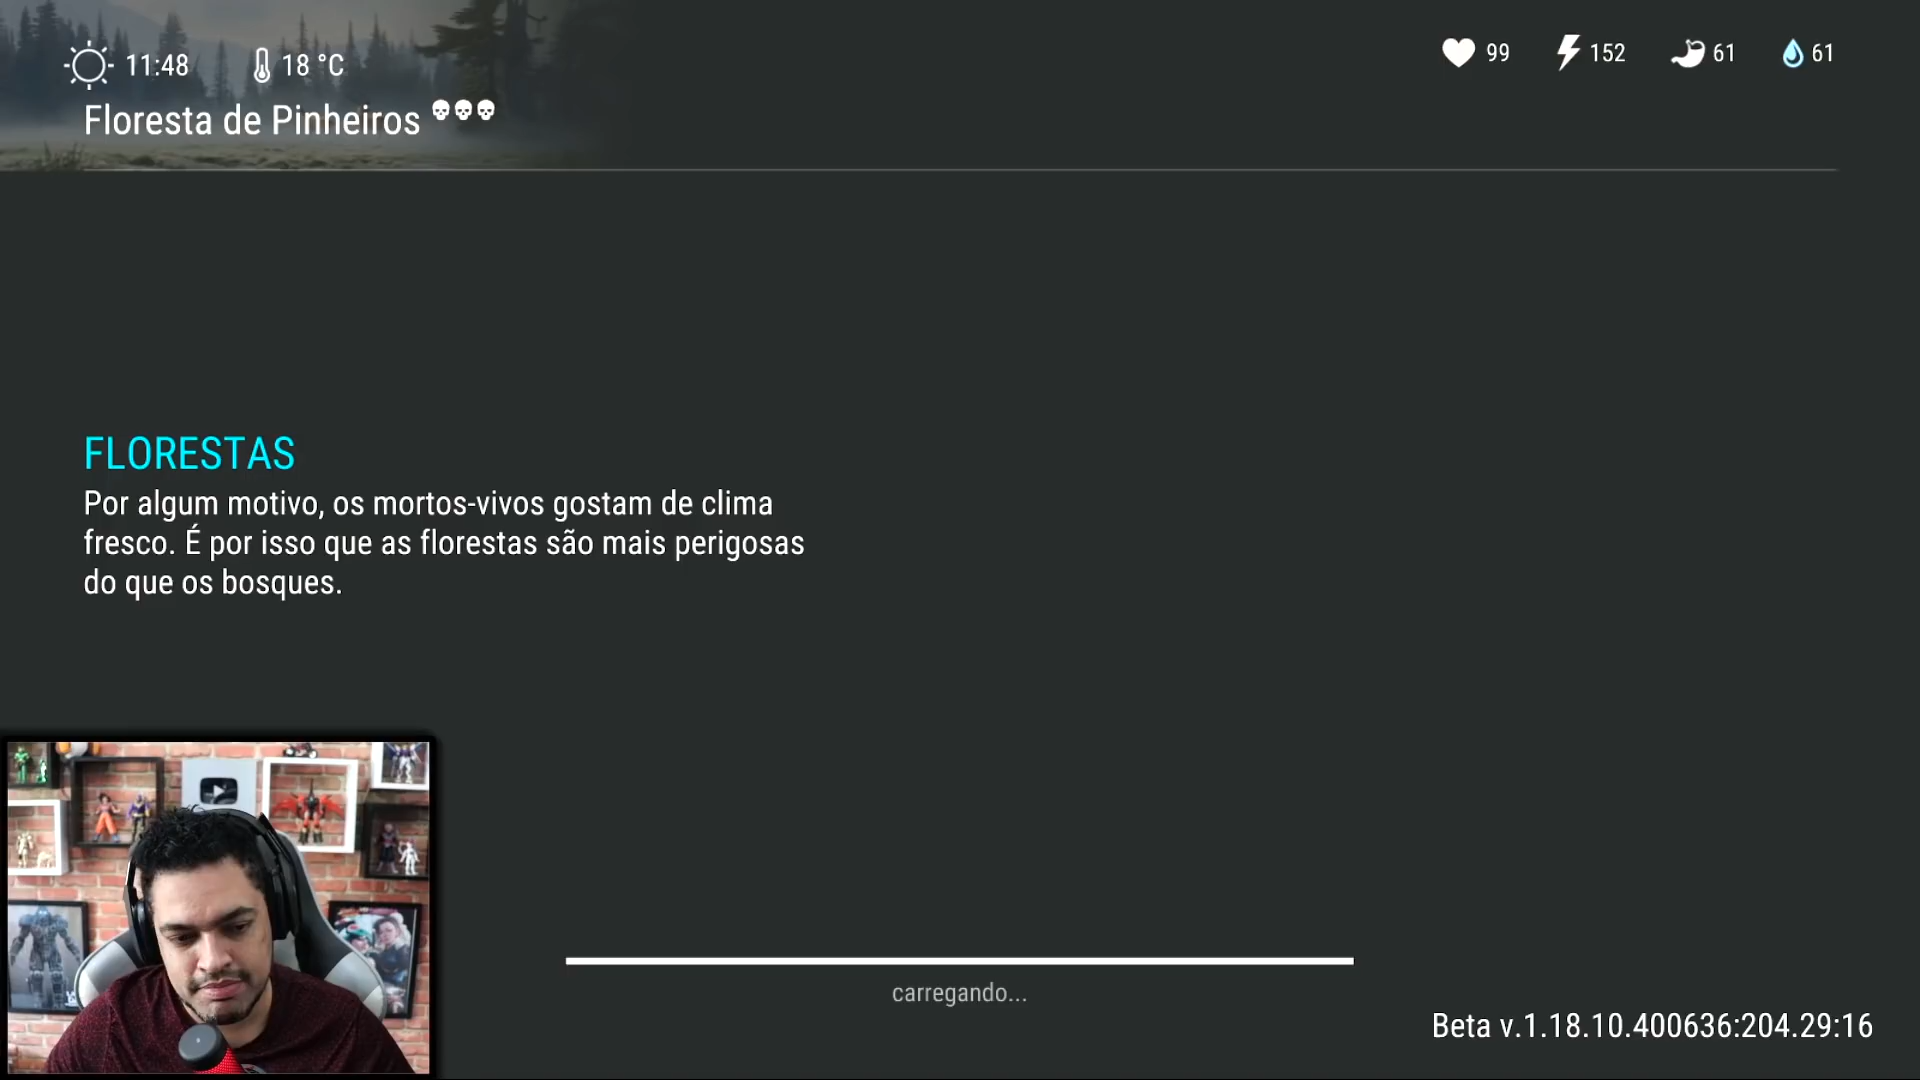 11:48
18 °C
99
152
61
61
Floresta de Pinheiros
FLORESTAS
Por algum motivo, os mortos-vivos gostam de clima
fresco. É por isso que as florestas são mais perigosas
do que os bosques.
carregando...
Beta v.1.18.10.400636:204.29:16